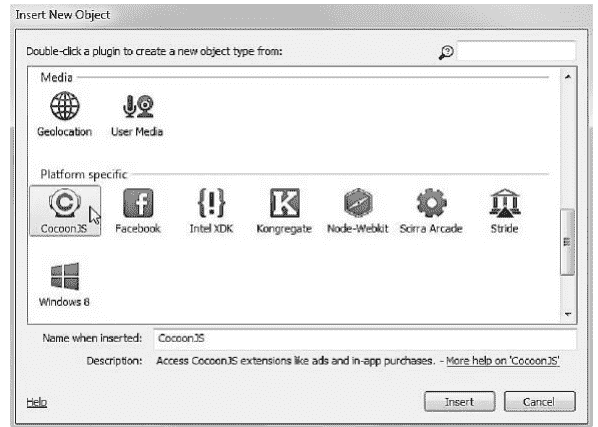 Insert New Object
Double-click a plugin to create a new object type from:
Media
Geolocation User Media
Platform specific
CocoonJS Facebook Intel XDK Kongregate Node-Webkit Scirra Arcade Stride
Windows 8
Name when inserted: CocoonJS
Description: Access CocoonJS extensions like ads and in-app purchases. - More help on 'CocoonJS'
Help Insert Cancel